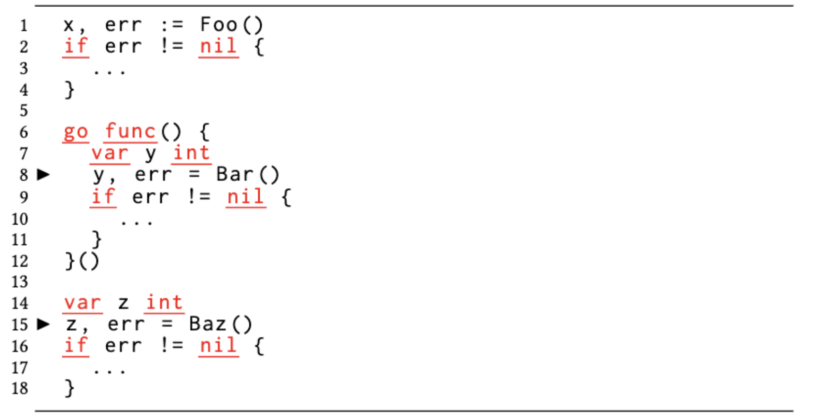 1 x, err := Foo()
2 if err != nil {
3 ...
4 }
5
6 go func() {
7 var y int
8 ► y, err = Bar()
9 if err != nil {
10 ...
11 }
12 }()
13
14 var z int
15 ► z, err = Baz()
16 if err != nil {
17 ...
18 }